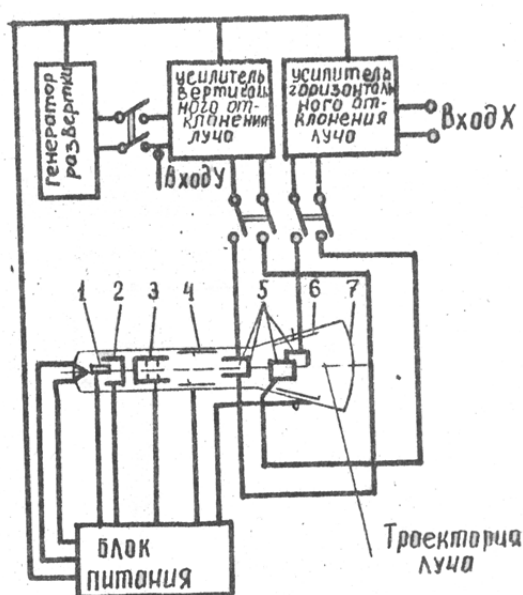 Генератор
развертки
Усилитель
вертикаль
ного от-
клонения
луча
Усилитель
горизонталь
ного от-
клонения
луча
Вход X
Вход У
1 2 3 4 5 6 7
Блок
питания
Траектория
луча